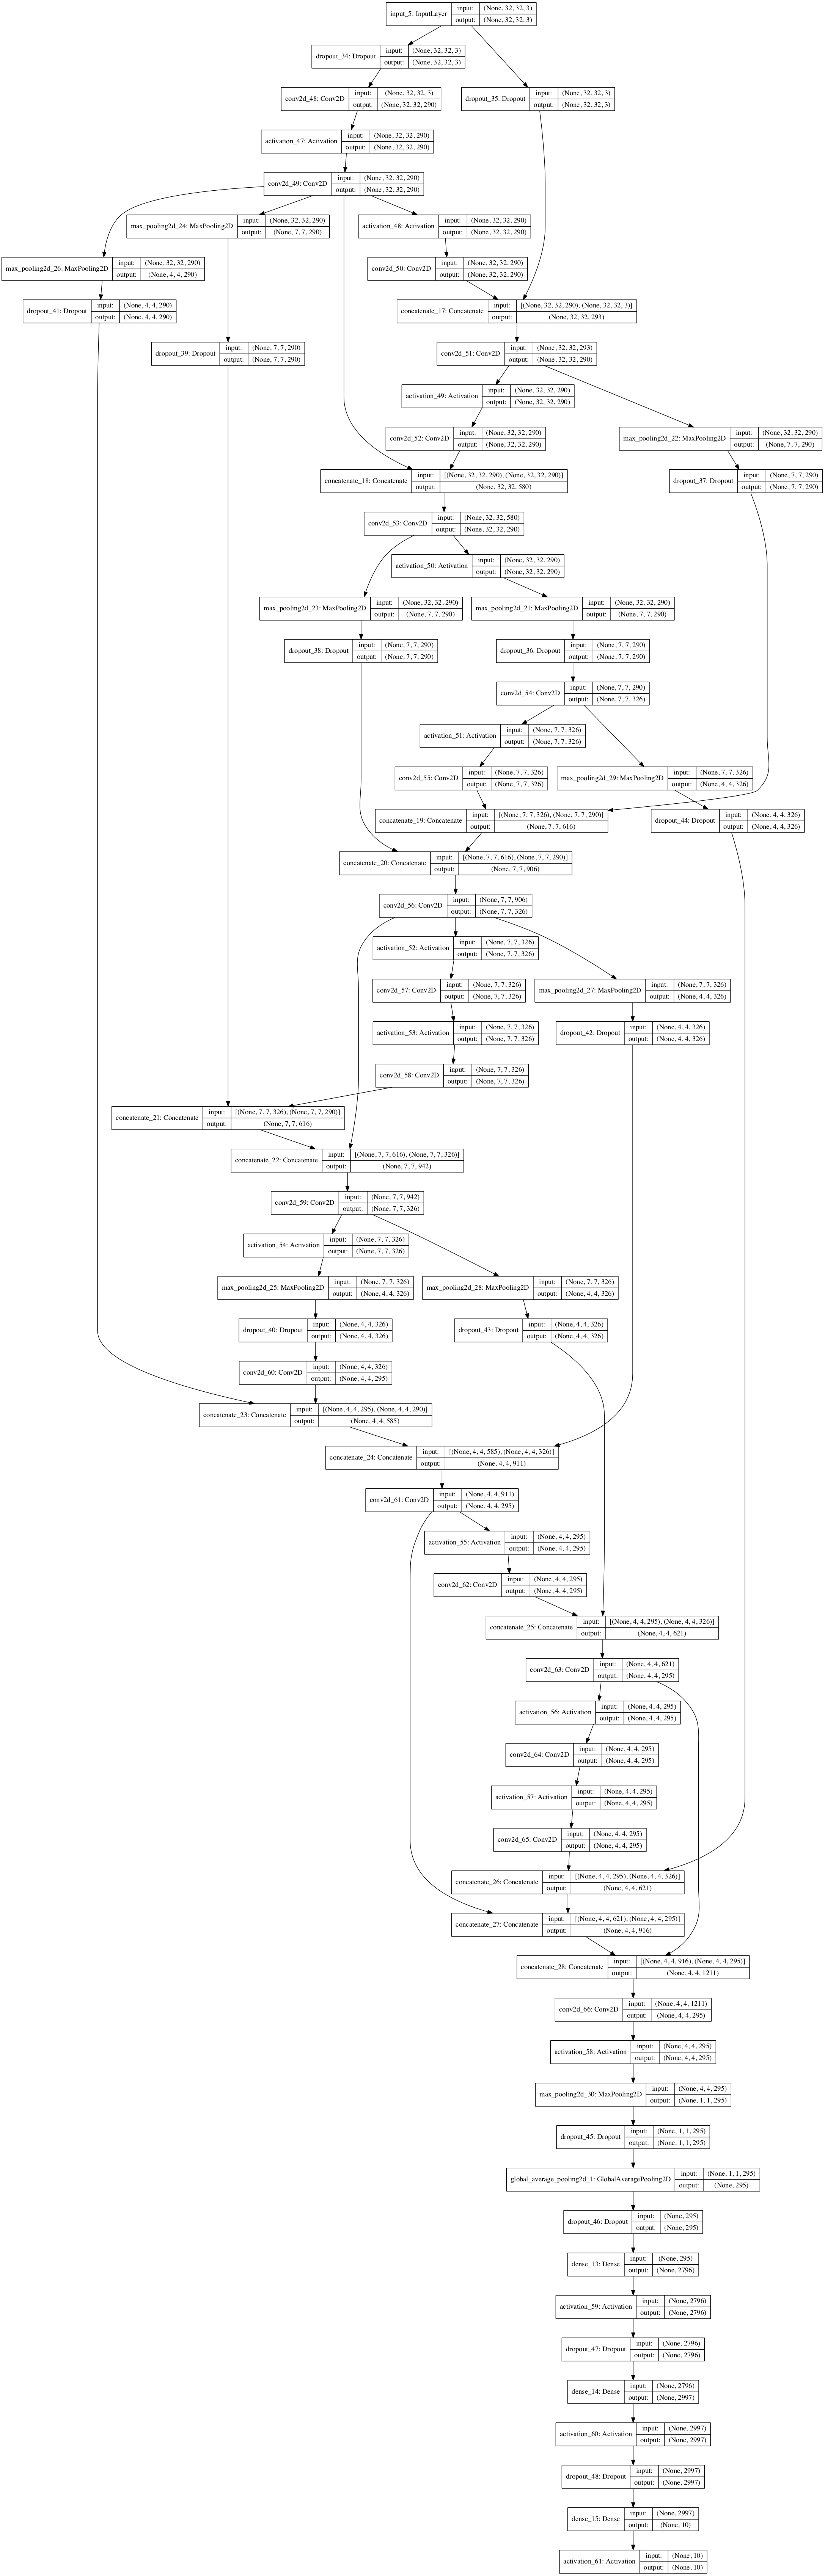 input_5: InputLayer input: (None, 32, 32, 3)
output: (None, 32, 32, 3)
dropout_34: Dropout input: (None, 32, 32, 3)
output: (None, 32, 32, 3)
conv2d_48: Conv2D input: (None, 32, 32, 3)
output: (None, 32, 32, 290)
dropout_35: Dropout input: (None, 32, 32, 3)
output: (None, 32, 32, 3)
activation_47: Activation input: (None, 32, 32, 290)
output: (None, 32, 32, 290)
conv2d_49: Conv2D input: (None, 32, 32, 290)
output: (None, 32, 32, 290)
max_pooling2d_24: MaxPooling2D input: (None, 32, 32, 290)
output: (None, 7, 7, 290)
activation_48: Activation input: (None, 32, 32, 290)
output: (None, 32, 32, 290)
max_pooling2d_26: MaxPooling2D input: (None, 32, 32, 290)
output: (None, 4, 4, 290)
conv2d_50: Conv2D input: (None, 32, 32, 290)
output: (None, 32, 32, 290)
dropout_41: Dropout input: (None, 4, 4, 290)
output: (None, 4, 4, 290)
concatenate_17: Concatenate input: [(None, 32, 32, 290), (None, 32, 32, 3)]
output: (None, 32, 32, 293)
dropout_39: Dropout input: (None, 7, 7, 290)
output: (None, 7, 7, 290)
conv2d_51: Conv2D input: (None, 32, 32, 293)
output: (None, 32, 32, 290)
activation_49: Activation input: (None, 32, 32, 290)
output: (None, 32, 32, 290)
conv2d_52: Conv2D input: (None, 32, 32, 290)
output: (None, 32, 32, 290)
max_pooling2d_22: MaxPooling2D input: (None, 32, 32, 290)
output: (None, 7, 7, 290)
concatenate_18: Concatenate input: [(None, 32, 32, 290), (None, 32, 32, 290)]
output: (None, 32, 32, 580)
dropout_37: Dropout input: (None, 7, 7, 290)
output: (None, 7, 7, 290)
conv2d_53: Conv2D input: (None, 32, 32, 580)
output: (None, 32, 32, 290)
activation_50: Activation input: (None, 32, 32, 290)
output: (None, 32, 32, 290)
max_pooling2d_23: MaxPooling2D input: (None, 32, 32, 290)
output: (None, 7, 7, 290)
max_pooling2d_21: MaxPooling2D input: (None, 32, 32, 290)
output: (None, 7, 7, 290)
dropout_38: Dropout input: (None, 7, 7, 290)
output: (None, 7, 7, 290)
dropout_36: Dropout input: (None, 7, 7, 290)
output: (None, 7, 7, 290)
conv2d_54: Conv2D input: (None, 7, 7, 290)
output: (None, 7, 7, 326)
activation_51: Activation input: (None, 7, 7, 326)
output: (None, 7, 7, 326)
conv2d_55: Conv2D input: (None, 7, 7, 326)
output: (None, 7, 7, 326)
max_pooling2d_29: MaxPooling2D input: (None, 7, 7, 326)
output: (None, 4, 4, 326)
concatenate_19: Concatenate input: [(None, 7, 7, 326), (None, 7, 7, 290)]
output: (None, 7, 7, 616)
dropout_44: Dropout input: (None, 4, 4, 326)
output: (None, 4, 4, 326)
concatenate_20: Concatenate input: [(None, 7, 7, 616), (None, 7, 7, 290)]
output: (None, 7, 7, 906)
conv2d_56: Conv2D input: (None, 7, 7, 906)
output: (None, 7, 7, 326)
activation_52: Activation input: (None, 7, 7, 326)
output: (None, 7, 7, 326)
conv2d_57: Conv2D input: (None, 7, 7, 326)
output: (None, 7, 7, 326)
max_pooling2d_27: MaxPooling2D input: (None, 7, 7, 326)
output: (None, 4, 4, 326)
activation_53: Activation input: (None, 7, 7, 326)
output: (None, 7, 7, 326)
dropout_42: Dropout input: (None, 4, 4, 326)
output: (None, 4, 4, 326)
conv2d_58: Conv2D input: (None, 7, 7, 326)
output: (None, 7, 7, 326)
concatenate_21: Concatenate input: [(None, 7, 7, 326), (None, 7, 7, 290)]
output: (None, 7, 7, 616)
concatenate_22: Concatenate input: [(None, 7, 7, 616), (None, 7, 7, 326)]
output: (None, 7, 7, 942)
conv2d_59: Conv2D input: (None, 7, 7, 942)
output: (None, 7, 7, 326)
activation_54: Activation input: (None, 7, 7, 326)
output: (None, 7, 7, 326)
max_pooling2d_25: MaxPooling2D input: (None, 7, 7, 326)
output: (None, 4, 4, 326)
max_pooling2d_28: MaxPooling2D input: (None, 7, 7, 326)
output: (None, 4, 4, 326)
dropout_40: Dropout input: (None, 4, 4, 326)
output: (None, 4, 4, 326)
dropout_43: Dropout input: (None, 4, 4, 326)
output: (None, 4, 4, 326)
conv2d_60: Conv2D input: (None, 4, 4, 326)
output: (None, 4, 4, 295)
concatenate_23: Concatenate input: [(None, 4, 4, 295), (None, 4, 4, 290)]
output: (None, 4, 4, 585)
concatenate_24: Concatenate input: [(None, 4, 4, 585), (None, 4, 4, 326)]
output: (None, 4, 4, 911)
conv2d_61: Conv2D input: (None, 4, 4, 911)
output: (None, 4, 4, 295)
activation_55: Activation input: (None, 4, 4, 295)
output: (None, 4, 4, 295)
conv2d_62: Conv2D input: (None, 4, 4, 295)
output: (None, 4, 4, 295)
concatenate_25: Concatenate input: [(None, 4, 4, 295), (None, 4, 4, 326)]
output: (None, 4, 4, 621)
conv2d_63: Conv2D input: (None, 4, 4, 621)
output: (None, 4, 4, 295)
activation_56: Activation input: (None, 4, 4, 295)
output: (None, 4, 4, 295)
conv2d_64: Conv2D input: (None, 4, 4, 295)
output: (None, 4, 4, 295)
activation_57: Activation input: (None, 4, 4, 295)
output: (None, 4, 4, 295)
conv2d_65: Conv2D input: (None, 4, 4, 295)
output: (None, 4, 4, 295)
concatenate_26: Concatenate input: [(None, 4, 4, 295), (None, 4, 4, 326)]
output: (None, 4, 4, 621)
concatenate_27: Concatenate input: [(None, 4, 4, 621), (None, 4, 4, 295)]
output: (None, 4, 4, 916)
concatenate_28: Concatenate input: [(None, 4, 4, 916), (None, 4, 4, 295)]
output: (None, 4, 4, 1211)
conv2d_66: Conv2D input: (None, 4, 4, 1211)
output: (None, 4, 4, 295)
activation_58: Activation input: (None, 4, 4, 295)
output: (None, 4, 4, 295)
max_pooling2d_30: MaxPooling2D input: (None, 4, 4, 295)
output: (None, 1, 1, 295)
dropout_45: Dropout input: (None, 1, 1, 295)
output: (None, 1, 1, 295)
global_average_pooling2d_1: GlobalAveragePooling2D input: (None, 1, 1, 295)
output: (None, 295)
dropout_46: Dropout input: (None, 295)
output: (None, 295)
dense_13: Dense input: (None, 295)
output: (None, 2796)
activation_59: Activation input: (None, 2796)
output: (None, 2796)
dropout_47: Dropout input: (None, 2796)
output: (None, 2796)
dense_14: Dense input: (None, 2796)
output: (None, 2997)
activation_60: Activation input: (None, 2997)
output: (None, 2997)
dropout_48: Dropout input: (None, 2997)
output: (None, 2997)
dense_15: Dense input: (None, 2997)
output: (None, 10)
activation_61: Activation input: (None, 10)
output: (None, 10)